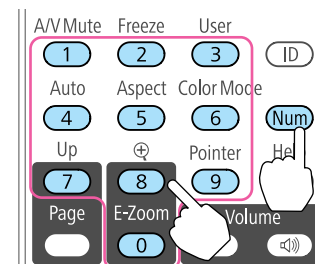 A/V Mute Freeze User
1 2 3 ID
Auto Aspect Color Mode
4 5 6 Num
Up Pointer
7 8 9
Page E-Zoom Volume
0